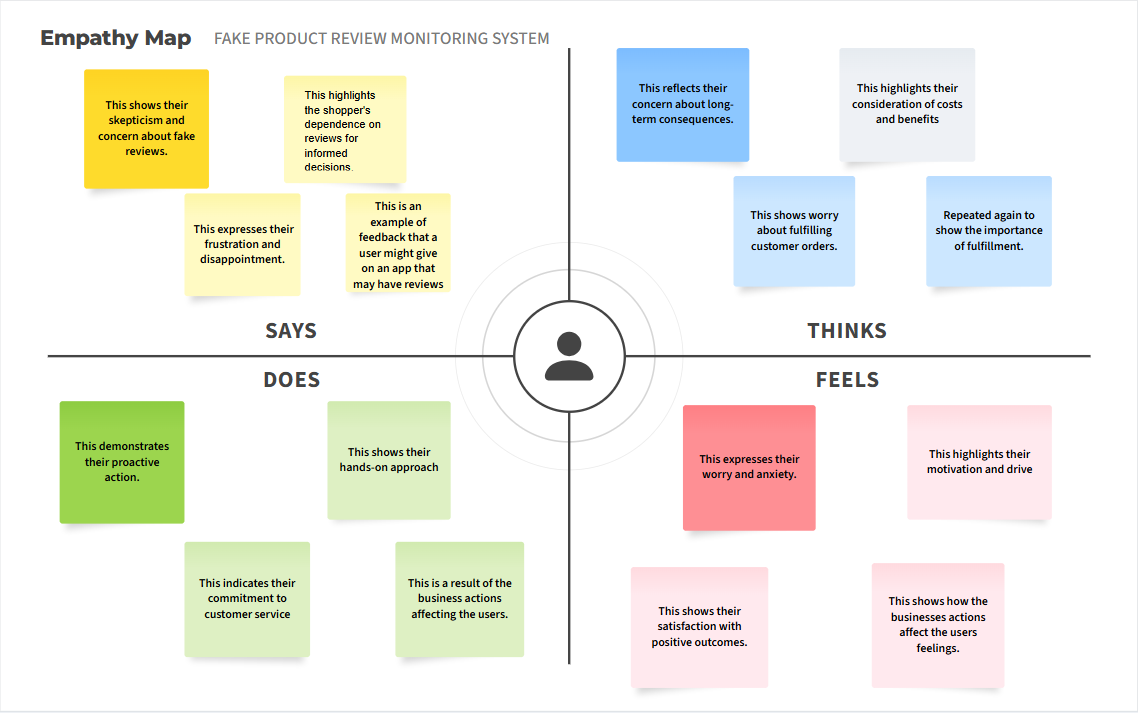 Empathy Map FAKE PRODUCT REVIEW MONITORING SYSTEM
This shows their
skepticism and
concern about fake
reviews.
This highlights
the shopper's
dependence on
reviews for
informed
decisions.
This expresses their
frustration and
disappointment.
This is an
example of
feedback that a
user might give
on an app that
may have reviews
SAYS
This reflects their
concern about long-
term consequences.
This highlights their
consideration of costs
and benefits
This shows worry
about fulfilling
customer orders.
Repeated again to
show the importance
of fulfillment.
THINKS
DOES
This demonstrates
their proactive
action.
This shows their
hands-on approach
This indicates their
commitment to
customer service
This is a result of the
business actions
affecting the users.
FEELS
This expresses their
worry and anxiety.
This highlights their
motivation and drive
This shows their
satisfaction with
positive outcomes.
This shows how the
businesses actions
affect the users
feelings.